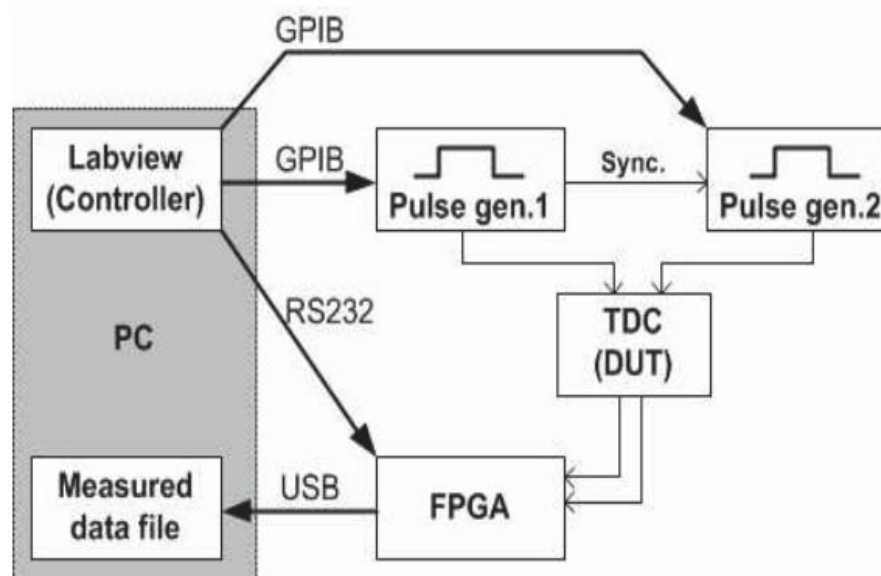 GPIB
Labview
(Controller)
GPIB
Pulse gen.1
Sync.
Pulse gen.2
RS232
PC
TDC
(DUT)
Measured
data file
USB
FPGA